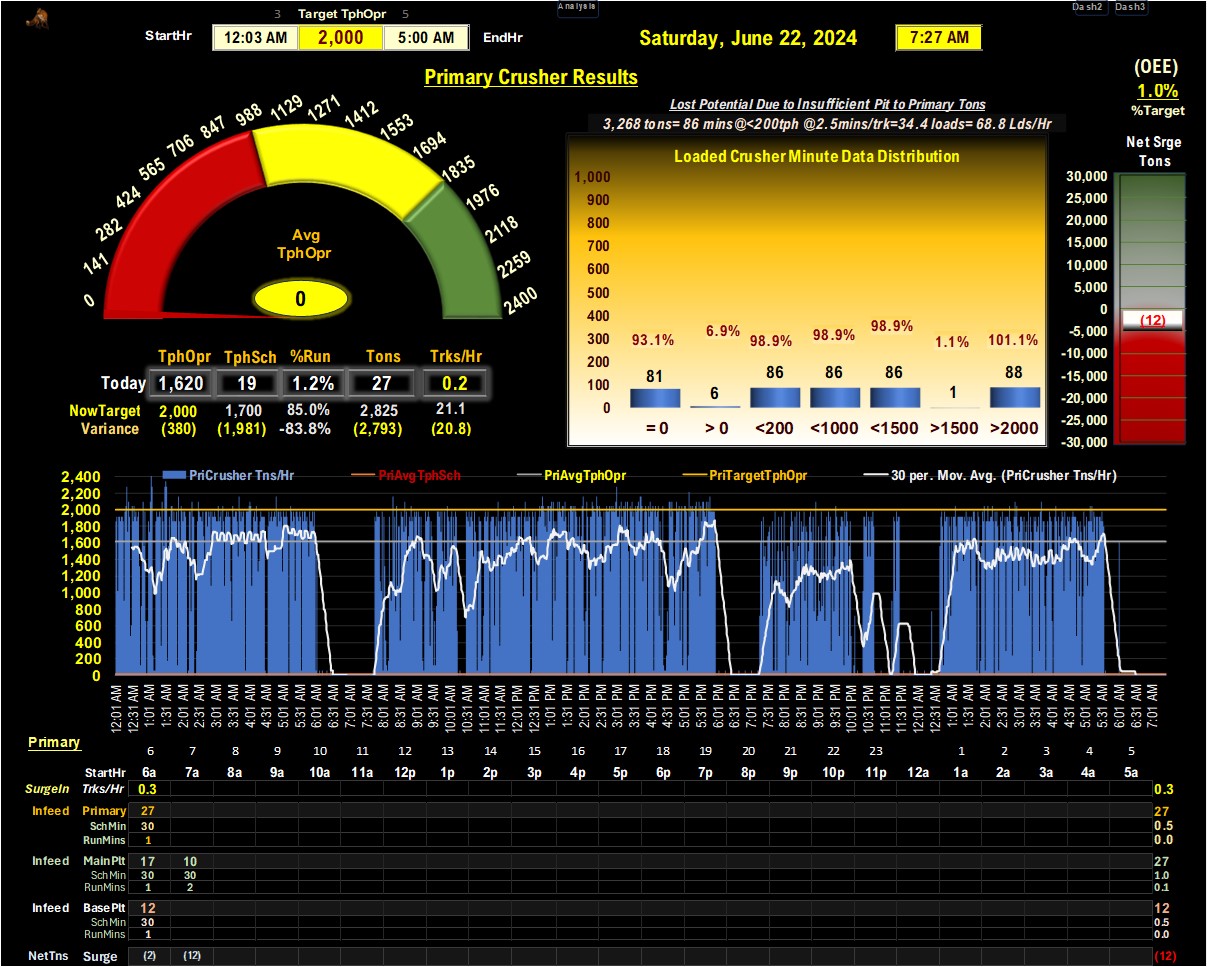 3 Target TphOpr 5
Analysis
Dash2 Dash3
StartHr 12:03 AM 2,000 5:00 AM EndHr
Saturday, June 22, 2024 7:27 AM
Primary Crusher Results
(OEE)
1.0%
%Target
Lost Potential Due to Insufficient Pit to Primary Tons
3,268 tons= 86 mins@<200tph @2.5mins/trk=34.4 loads= 68.8 Lds/Hr
0 141 282 424 565 706 847 988 1129 1271 1412 1553 1694 1835 1976 2118 2259 2400
Avg
TphOpr
0
Loaded Crusher Minute Data Distribution
1,000
900
800
700
600
500
400
300
200
100
0
93.1% 6.9% 98.9% 98.9% 98.9% 1.1% 101.1%
81 6 86 86 86 1 88
= 0 > 0 <200 <1000 <1500 >1500 >2000
Net Srge
Tons
30,000
25,000
20,000
15,000
10,000
5,000
0
(12)
-5,000
-10,000
-15,000
-20,000
-25,000
-30,000
TphOpr TphSch %Run Tons Trks/Hr
Today 1,620 19 1.2% 27 0.2
NowTarget 2,000 1,700 85.0% 2,825 21.1
Variance (380) (1,981) -83.8% (2,793) (20.8)
PriCrusher Tns/Hr PriAvgTphSch PriAvgTphOpr PriTargetTphOpr 30 per. Mov. Avg. (PriCrusher Tns/Hr)
2,400
2,200
2,000
1,800
1,600
1,400
1,200
1,000
800
600
400
200
0
12:01 AM 12:31 AM 1:01 AM 1:31 AM 2:01 AM 2:31 AM 3:01 AM 3:31 AM 4:01 AM 4:31 AM 5:01 AM 5:31 AM 6:01 AM 6:31 AM 7:01 AM 7:31 AM 8:01 AM 8:31 AM 9:01 AM 9:31 AM 10:01 AM 10:31 AM 11:01 AM 11:31 AM 12:01 PM 12:31 PM 1:01 PM 1:31 PM 2:01 PM 2:31 PM 3:01 PM 3:31 PM 4:01 PM 4:31 PM 5:01 PM 5:31 PM 6:01 PM 6:31 PM 7:01 PM 7:31 PM 8:01 PM 8:31 PM 9:01 PM 9:31 PM 10:01 PM 10:31 PM 11:01 PM 11:31 PM 12:01 AM 12:31 AM 1:01 AM 1:31 AM 2:01 AM 2:31 AM 3:01 AM 3:31 AM 4:01 AM 4:31 AM 5:01 AM 5:31 AM 6:01 AM 6:31 AM 7:01 AM
Primary
6 7 8 9 10 11 12 13 14 15 16 17 18 19 20 21 22 23 1 2 3 4 5
StartHr 6a 7a 8a 9a 10a 11a 12p 1p 2p 3p 4p 5p 6p 7p 8p 9p 10p 11p 12a 1a 2a 3a 4a 5a
SurgeIn Trks/Hr 0.3 0.3
Infeed Primary 27 27
SchMin 30 0.5
RunMins 1 0.0
Infeed MainPlt 17 10 27
SchMin 30 30 1.0
RunMins 1 2 0.1
Infeed BasePlt 12 12
SchMin 30 0.5
RunMins 1 0.0
NetTns Surge (2) (12) (12)